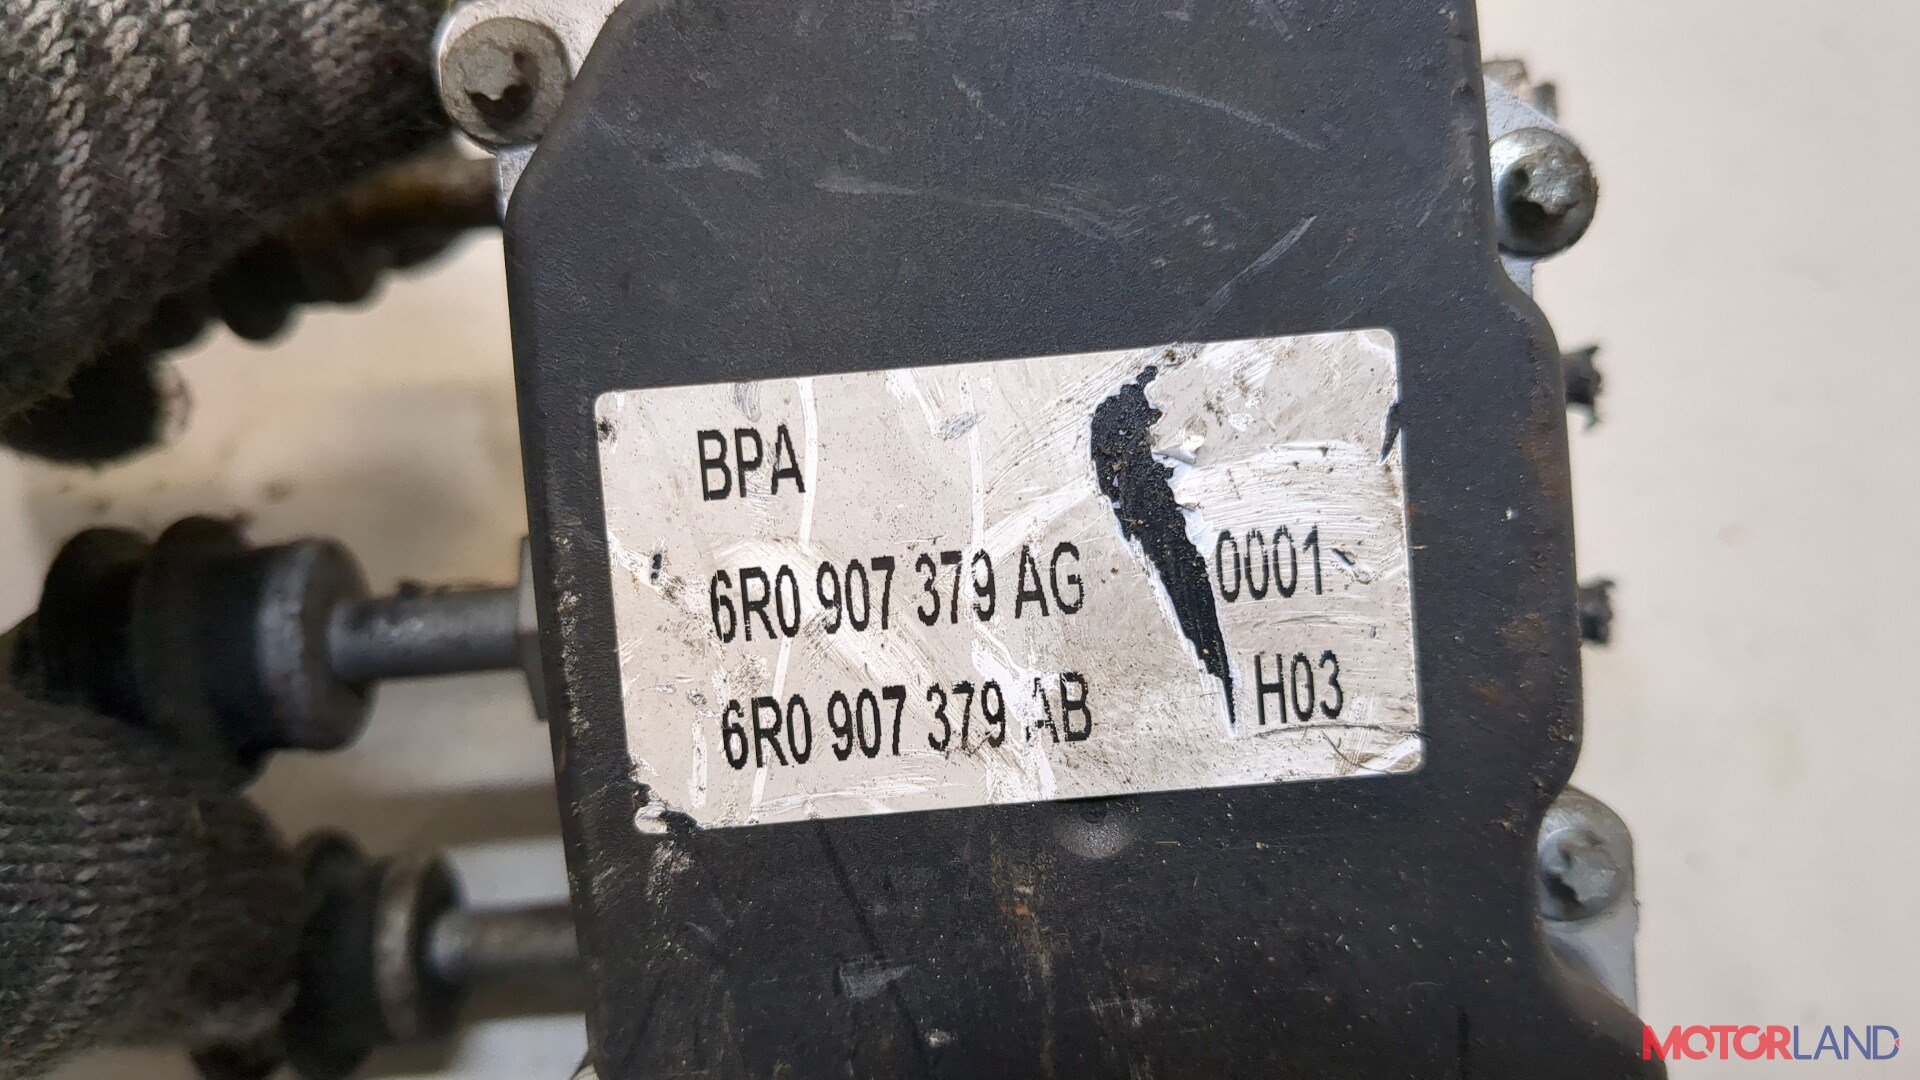 BPA
6R0 907 379 AG 0001
6R0 907 379 AB H03
MOTORLAND